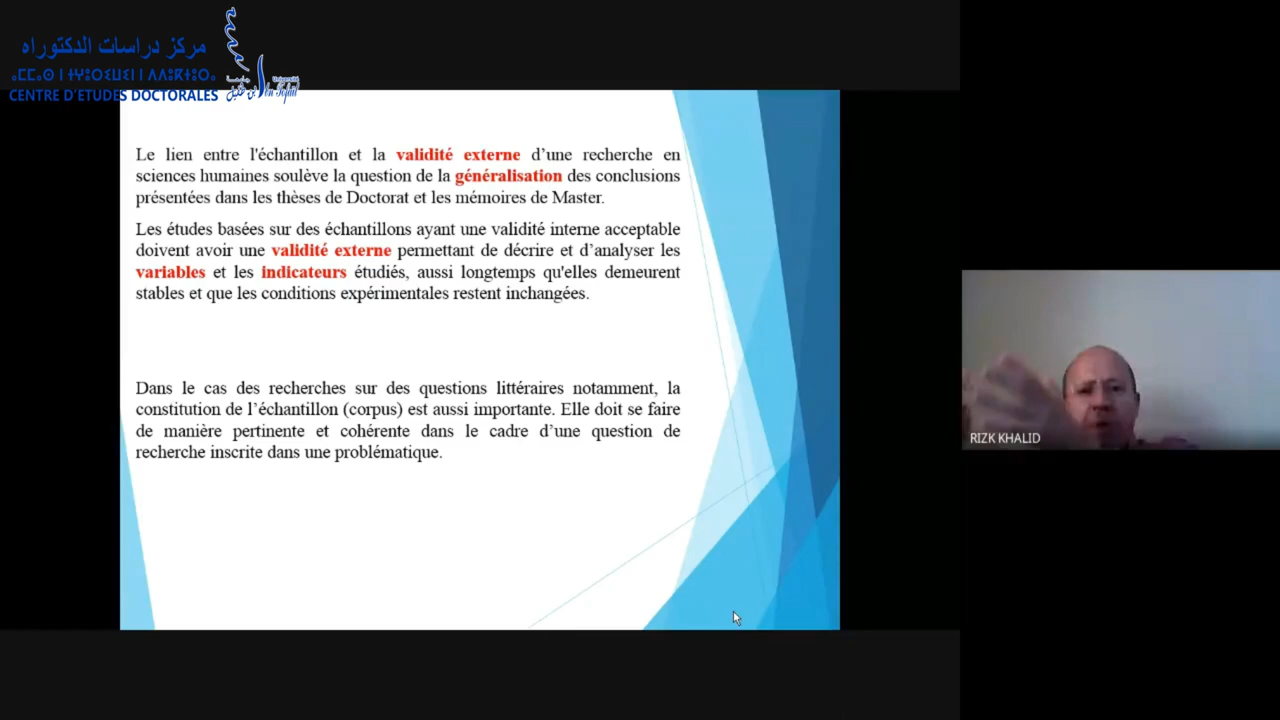 مركز دراسات الدكتوراه
CENTRE D'ETUDES DOCTORALES
Université
Ibn Tofail
Le lien entre l'échantillon et la validité externe d’une recherche en
sciences humaines soulève la question de la généralisation des conclusions
présentées dans les thèses de Doctorat et les mémoires de Master.
Les études basées sur des échantillons ayant une validité interne acceptable
doivent avoir une validité externe permettant de décrire et d’analyser les
variables et les indicateurs étudiés, aussi longtemps qu'elles demeurent
stables et que les conditions expérimentales restent inchangées.
Dans le cas des recherches sur des questions littéraires notamment, la
constitution de l’échantillon (corpus) est aussi importante. Elle doit se faire
de manière pertinente et cohérente dans le cadre d’une question de
recherche inscrite dans une problématique.
RIZK KHALID